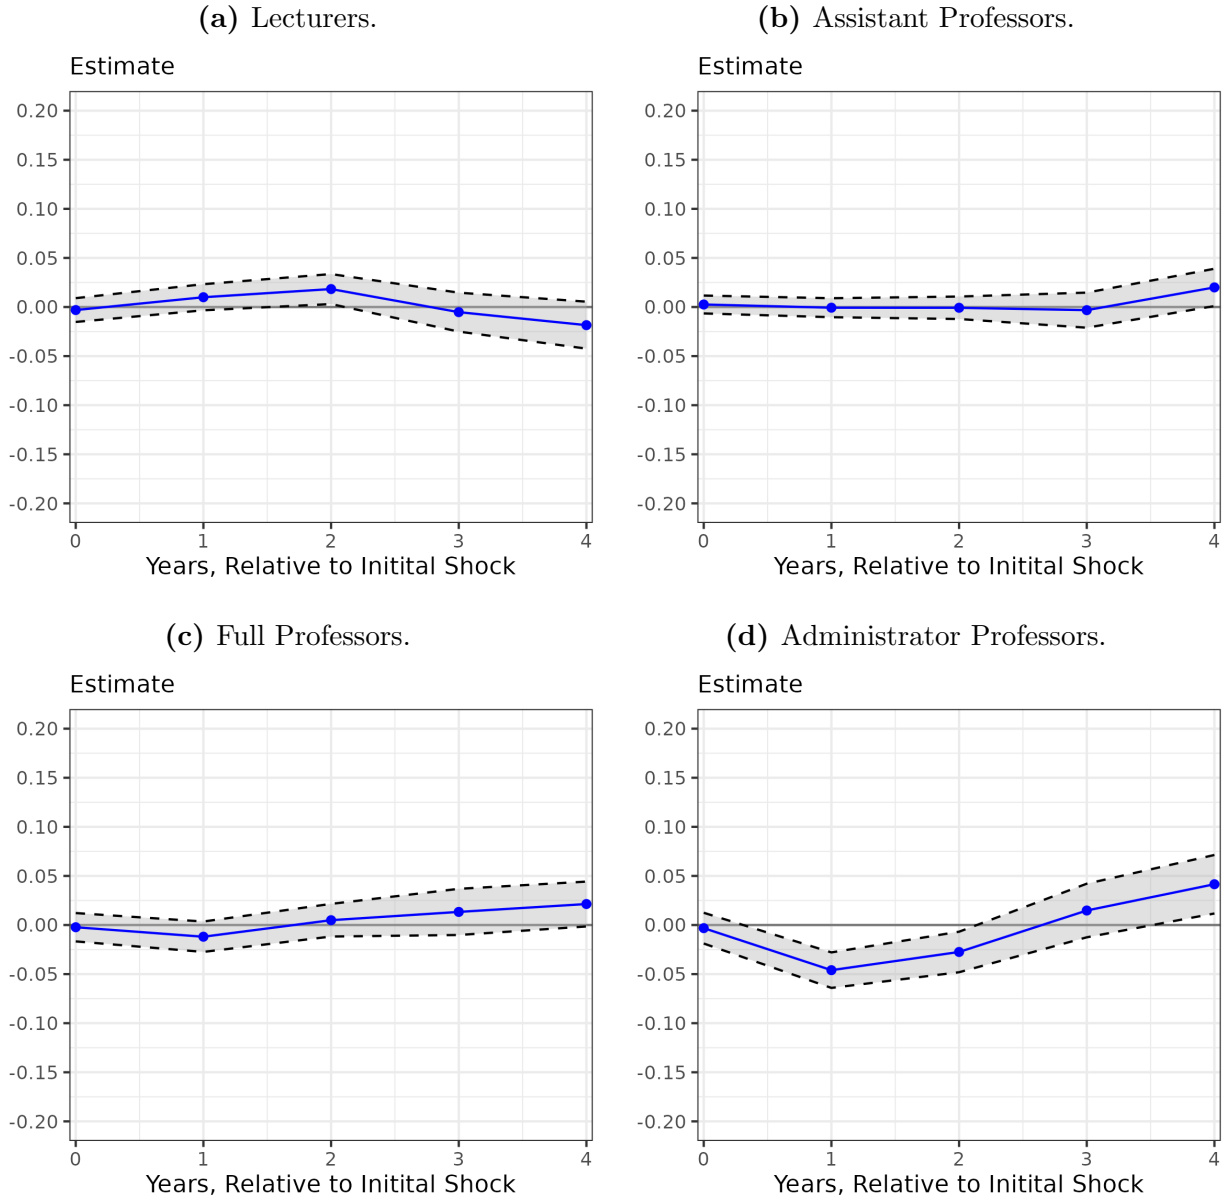 (a) Lecturers.
Estimate
0.20
0.15
0.10
0.05
0.00
-0.05
-0.10
-0.15
-0.20
0 1 2 3 4
Years, Relative to Initital Shock
(b) Assistant Professors.
Estimate
0.20
0.15
0.10
0.05
0.00
-0.05
-0.10
-0.15
-0.20
0 1 2 3 4
Years, Relative to Initital Shock
(c) Full Professors.
Estimate
0.20
0.15
0.10
0.05
0.00
-0.05
-0.10
-0.15
-0.20
0 1 2 3 4
Years, Relative to Initital Shock
(d) Administrator Professors.
Estimate
0.20
0.15
0.10
0.05
0.00
-0.05
-0.10
-0.15
-0.20
0 1 2 3 4
Years, Relative to Initital Shock